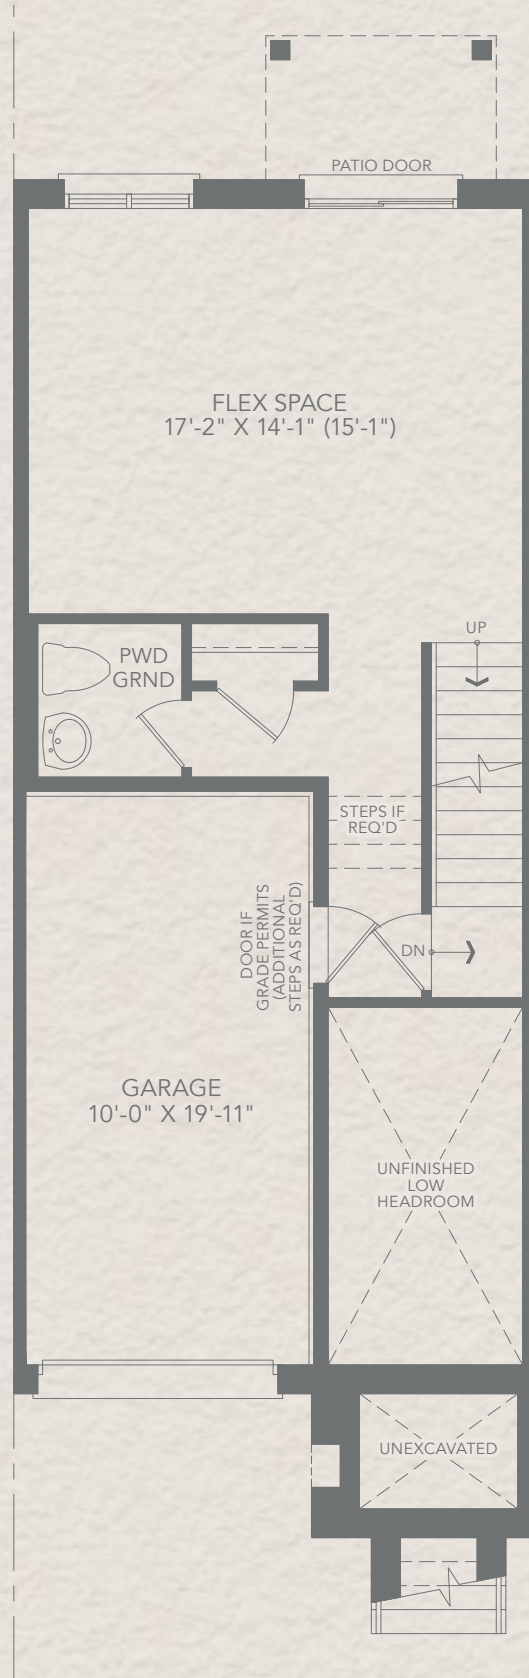 PATIO DOOR
FLEX SPACE
17'-2" X 14'-1" (15'-1")
UP
PWD
GRND
STEPS IF
REQ'D
DOOR IF
GRADE PERMITS
(ADDITIONAL
STEPS AS REQ'D)
DN
GARAGE
10'-0" X 19'-11"
UNFINISHED
LOW
HEADROOM
UNEXCAVATED